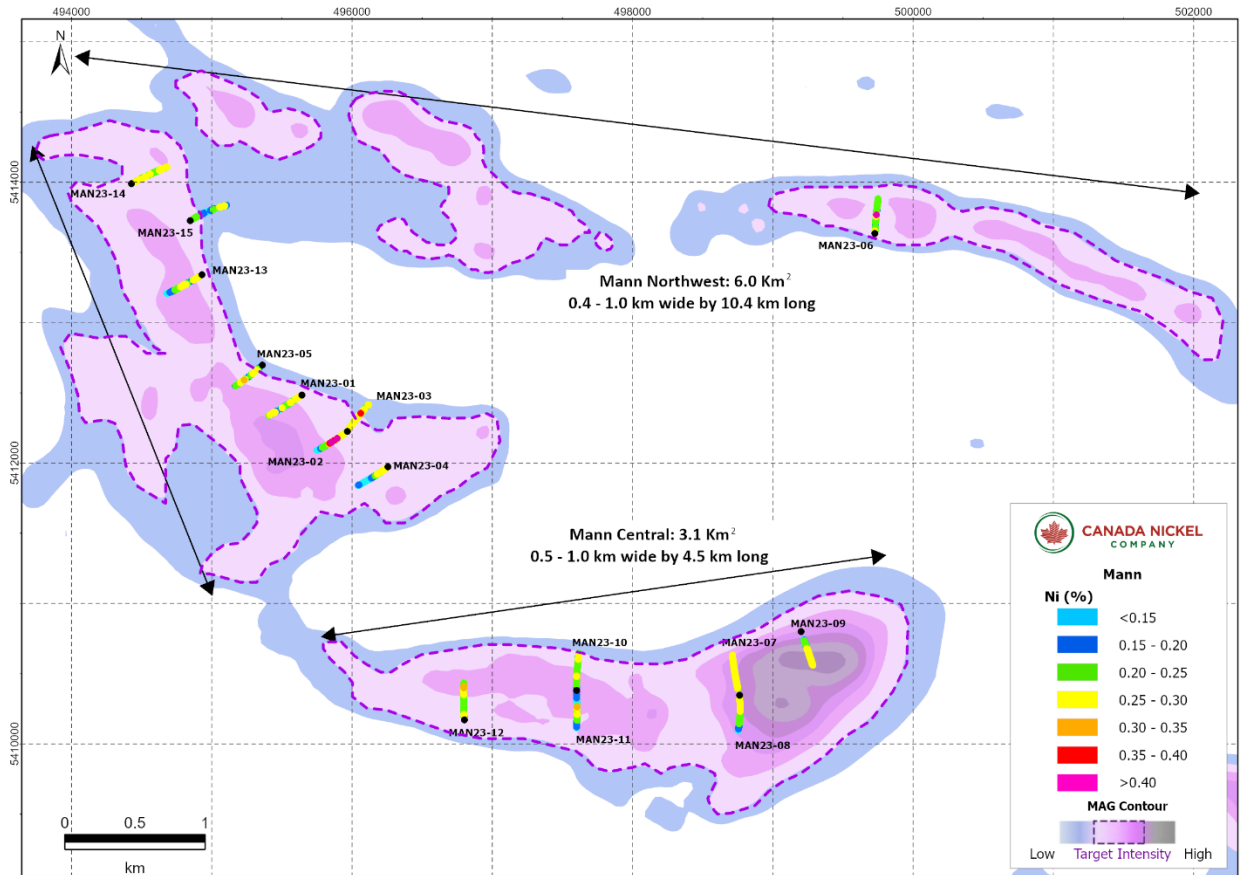 494000
496000
498000
500000
502000
N
5414000
MAN23-14
MAN23-15
MAN23-06
MAN23-13
Mann Northwest: 6.0 Km²
0.4 - 1.0 km wide by 10.4 km long
MAN23-05
MAN23-01
MAN23-03
5412000
MAN23-02
MAN23-04
Mann Central: 3.1 Km²
0.5 - 1.0 km wide by 4.5 km long
MAN23-09
MAN23-10
MAN23-07
5410000
MAN23-12
MAN23-11
MAN23-08
0 0.5 1
km
CANADA NICKEL
COMPANY
Mann
Ni (%)
<0.15
0.15 - 0.20
0.20 - 0.25
0.25 - 0.30
0.30 - 0.35
0.35 - 0.40
>0.40
MAG Contour
Low Target Intensity High